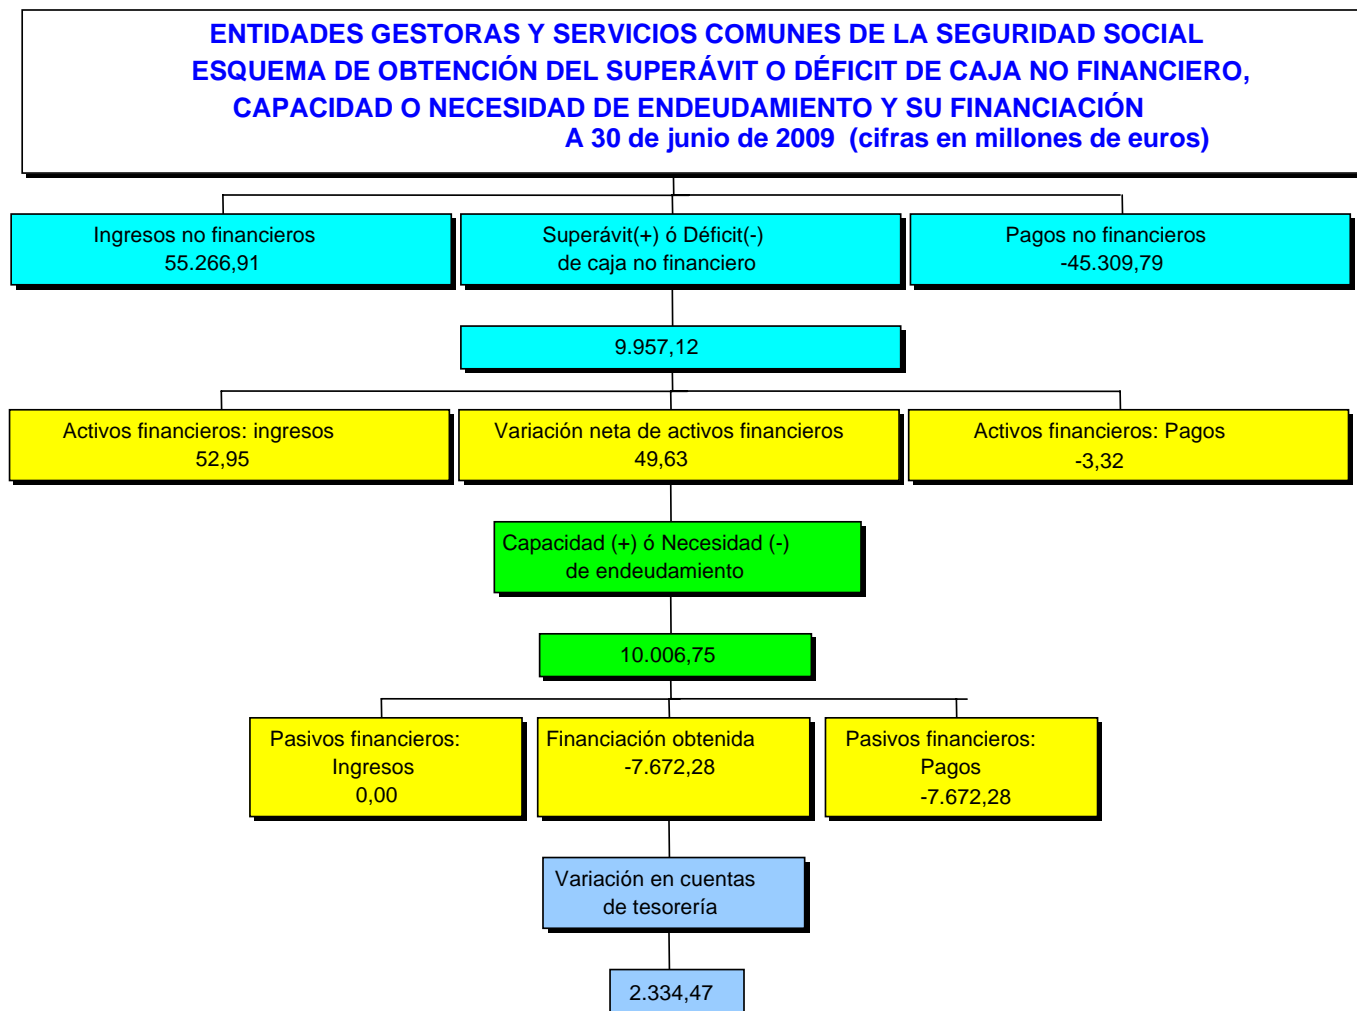 ENTIDADES GESTORAS Y SERVICIOS COMUNES DE LA SEGURIDAD SOCIAL
ESQUEMA DE OBTENCIÓN DEL SUPERÁVIT O DÉFICIT DE CAJA NO FINANCIERO,
CAPACIDAD O NECESIDAD DE ENDEUDAMIENTO Y SU FINANCIACIÓN
A 30 de junio de 2009 (cifras en millones de euros)
Ingresos no financieros
55.266,91
Superávit(+) ó Déficit(-)
de caja no financiero
Pagos no financieros
-45.309,79
9.957,12
Activos financieros: ingresos
52,95
Variación neta de activos financieros
49,63
Activos financieros: Pagos
-3,32
Capacidad (+) ó Necesidad (-)
de endeudamiento
10.006,75
Pasivos financieros:
Ingresos
0,00
Financiación obtenida
-7.672,28
Pasivos financieros:
Pagos
-7.672,28
Variación en cuentas
de tesorería
2.334,47